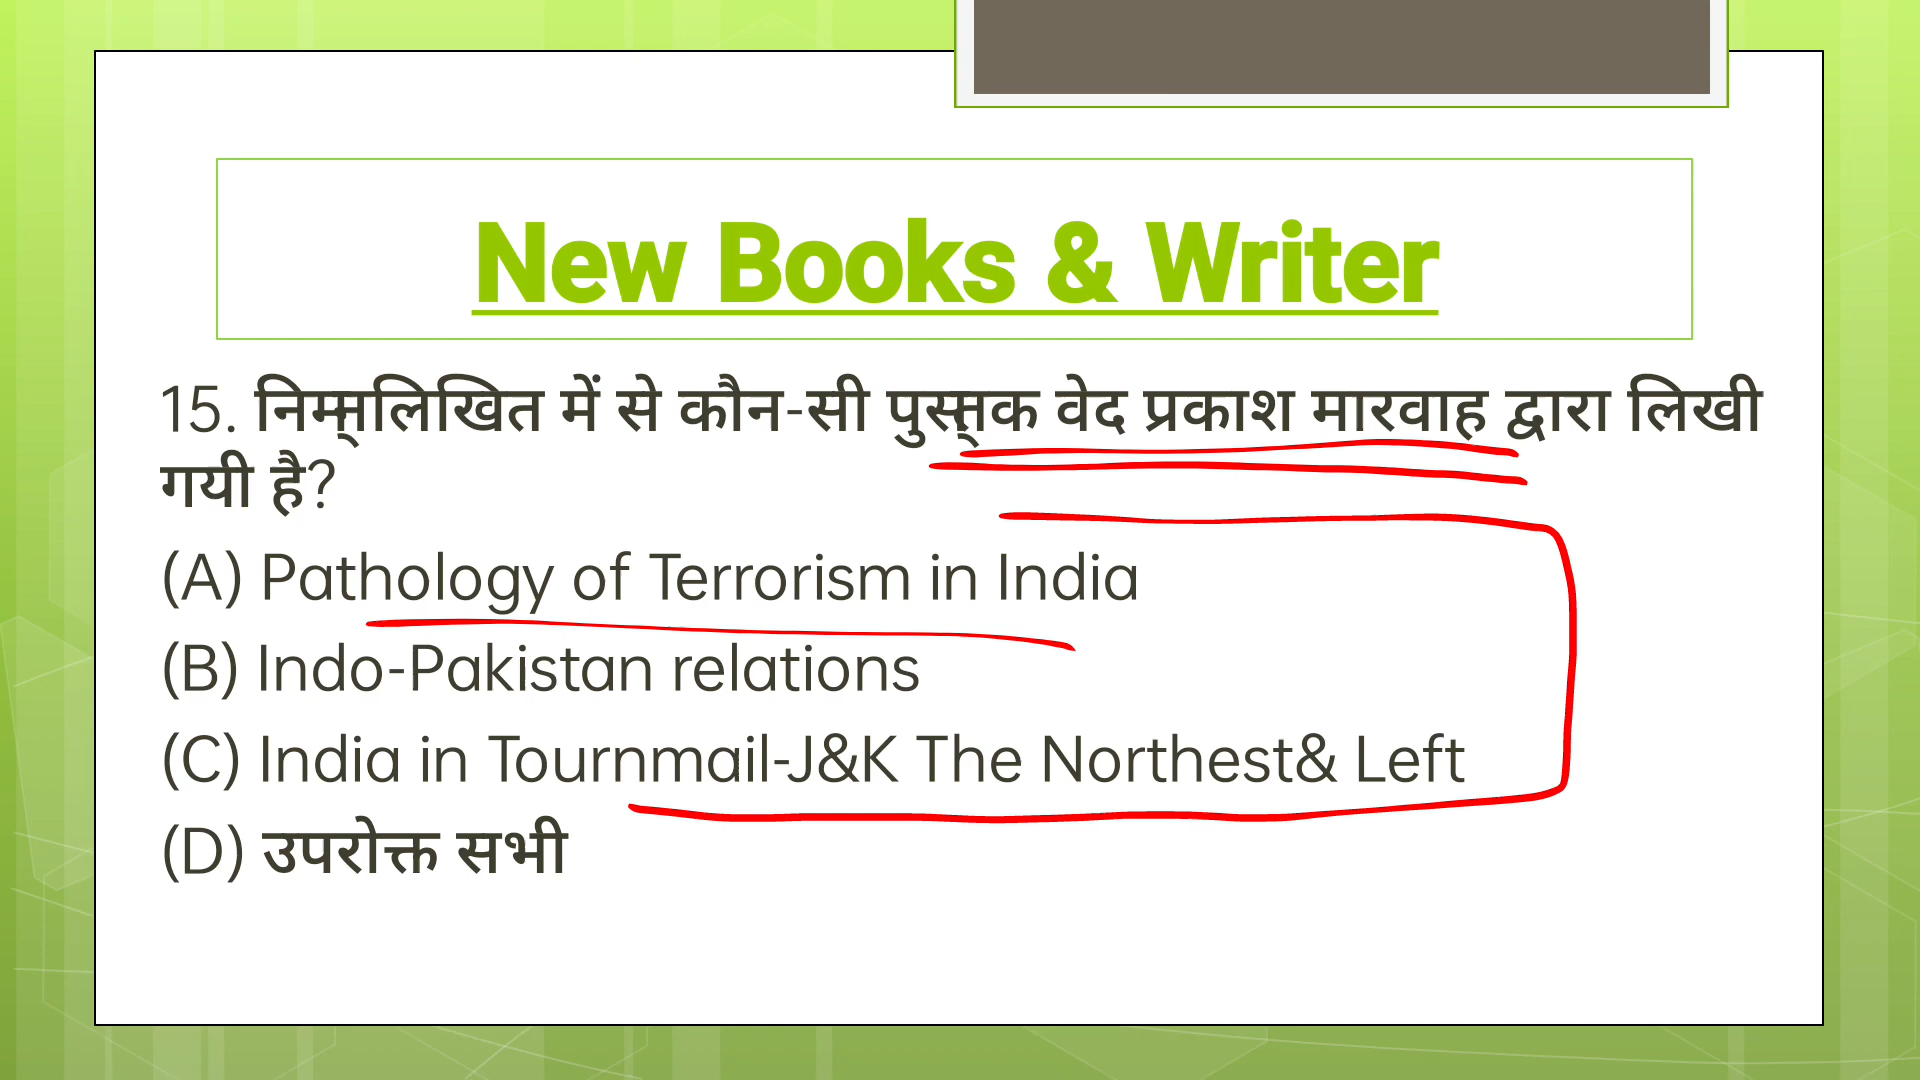 New Books & Writer
15. निम्नलिखित में से कौन-सी पुस्तक वेद प्रकाश मारवाह द्वारा लिखी
गयी है?
(A) Pathology of Terrorism in India
(B) Indo-Pakistan relations
(C) India in Tournmail-J&K The Northest& Left
(D) उपरोक्त सभी